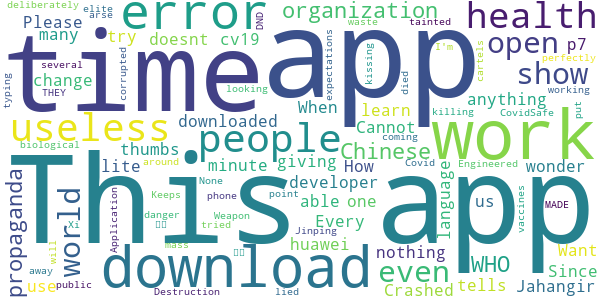 deliberately elite DND error organization health
arse
Please time app tainted waste
many try doesnt cv19 open p7
several THEY corrupted When expectations kissing died cartels I'm perfectly
change show
typing looking downloaded learn anything working
useless people Cannot killing coming CovidSafe put work
biological thumbs Chinese Covid Engineered
lite around minute giving How language wonder
propaganda world This app None developer able one us vaccines MADE
Xi Keeps phone point Every nothing WHO Want
Application danger Weapon tried Jinping huawei even Since
use away will public mass download Crashed tells Jahangir
Destruction lied